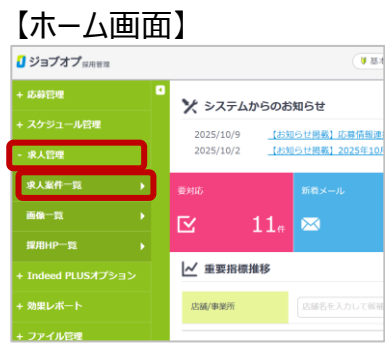 【ホーム画面】
ジョブオプ 採用管理
基本
+ 応募管理
+ スケジュール管理
- 求人管理
求人案件一覧
画像一覧
採用HP一覧
+ Indeed PLUSオプション
+ 効果レポート
+ ファイル管理
システムからのお知らせ
2025/10/9 【お知らせ掲載】応募情報連
2025/10/2 【お知らせ掲載】2025年10月
要対応
11件
新着メール
重要指標推移
店舗/事業所
店舗名を入力して候補